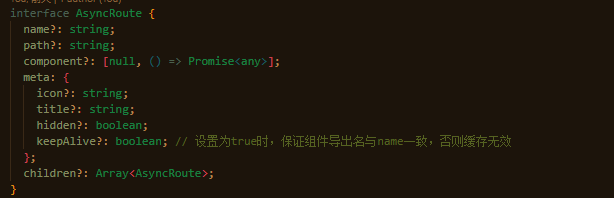 interface AsyncRoute {
name?: string;
path?: string;
component?: [null, () => Promise<any>];
meta: {
icon?: string;
title?: string;
hidden?: boolean;
keepAlive?: boolean; // 设置为true时，保证组件导出名与name一致，否则缓存无效
};
children?: Array<AsyncRoute>;
}